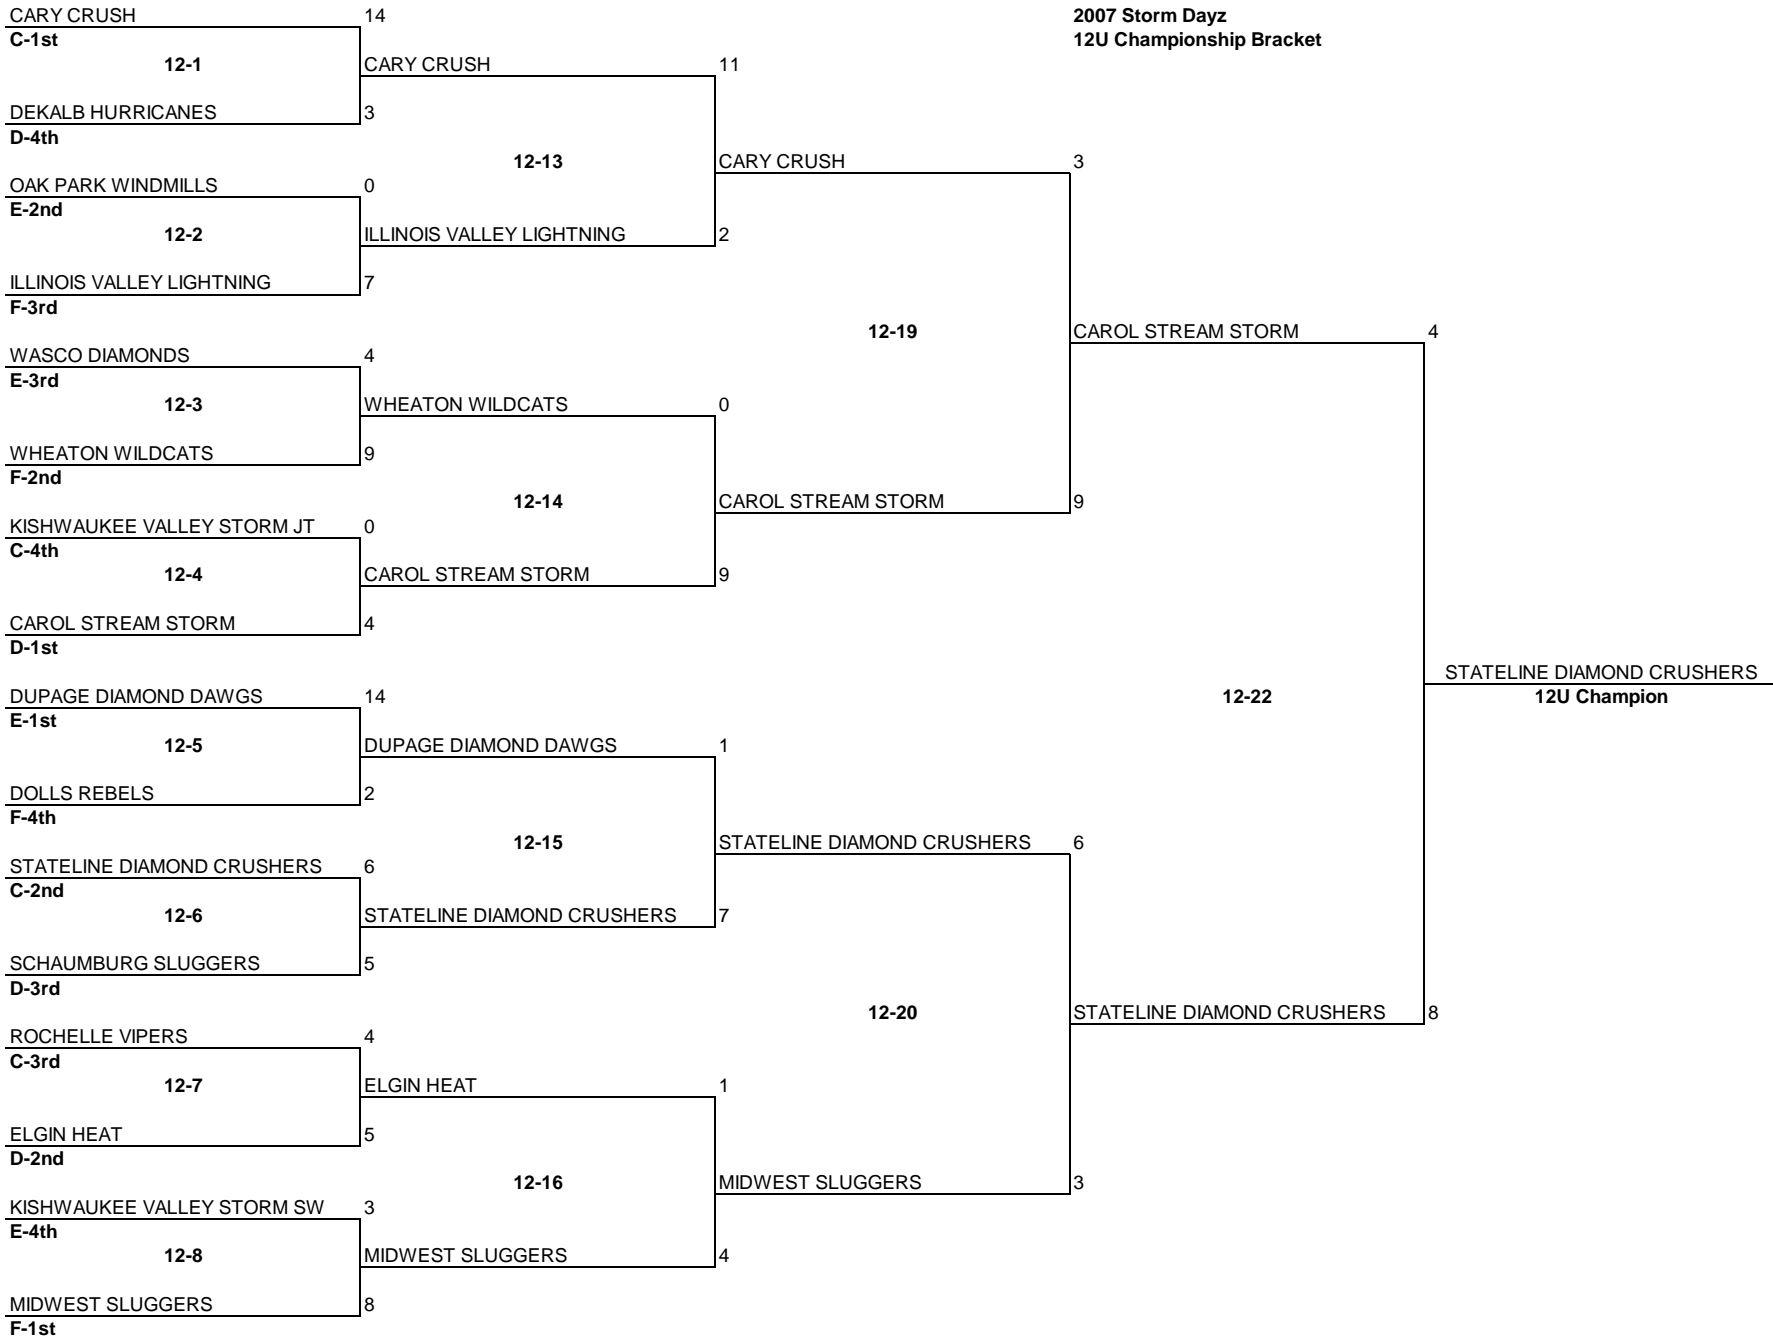 CARY CRUSH 14 2007 Storm Dayz
C-1st 12U Championship Bracket
12-1 CARY CRUSH 11
DEKALB HURRICANES 3
D-4th
12-13 CARY CRUSH 3
OAK PARK WINDMILLS 0
E-2nd
12-2 ILLINOIS VALLEY LIGHTNING 2
ILLINOIS VALLEY LIGHTNING 7
F-3rd
12-19 CAROL STREAM STORM 4
WASCO DIAMONDS 4
E-3rd
12-3 WHEATON WILDCATS 0
WHEATON WILDCATS 9
F-2nd
12-14 CAROL STREAM STORM 9
KISHWAUKEE VALLEY STORM JT 0
C-4th
12-4 CAROL STREAM STORM 9
CAROL STREAM STORM 4
D-1st
STATELINE DIAMOND CRUSHERS
DUPAGE DIAMOND DAWGS 14 12-22 12U Champion
E-1st
12-5 DUPAGE DIAMOND DAWGS 1
DOLLS REBELS 2
F-4th
12-15 STATELINE DIAMOND CRUSHERS 6
STATELINE DIAMOND CRUSHERS 6
C-2nd
12-6 STATELINE DIAMOND CRUSHERS 7
SCHAUMBURG SLUGGERS 5
D-3rd
12-20 STATELINE DIAMOND CRUSHERS 8
ROCHELLE VIPERS 4
C-3rd
12-7 ELGIN HEAT 1
ELGIN HEAT 5
D-2nd
12-16 MIDWEST SLUGGERS 3
KISHWAUKEE VALLEY STORM SW 3
E-4th
12-8 MIDWEST SLUGGERS 4
MIDWEST SLUGGERS 8
F-1st